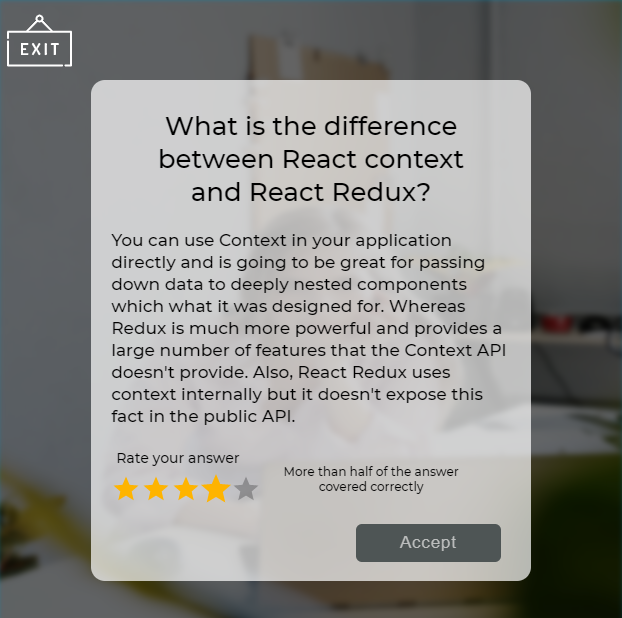 EXIT
What is the difference
between React context
and React Redux?
You can use Context in your application
directly and is going to be great for passing
down data to deeply nested components
which what it was designed for. Whereas
Redux is much more powerful and provides a
large number of features that the Context API
doesn't provide. Also, React Redux uses
context internally but it doesn't expose this
fact in the public API.
Rate your answer
More than half of the answer
covered correctly
Accept